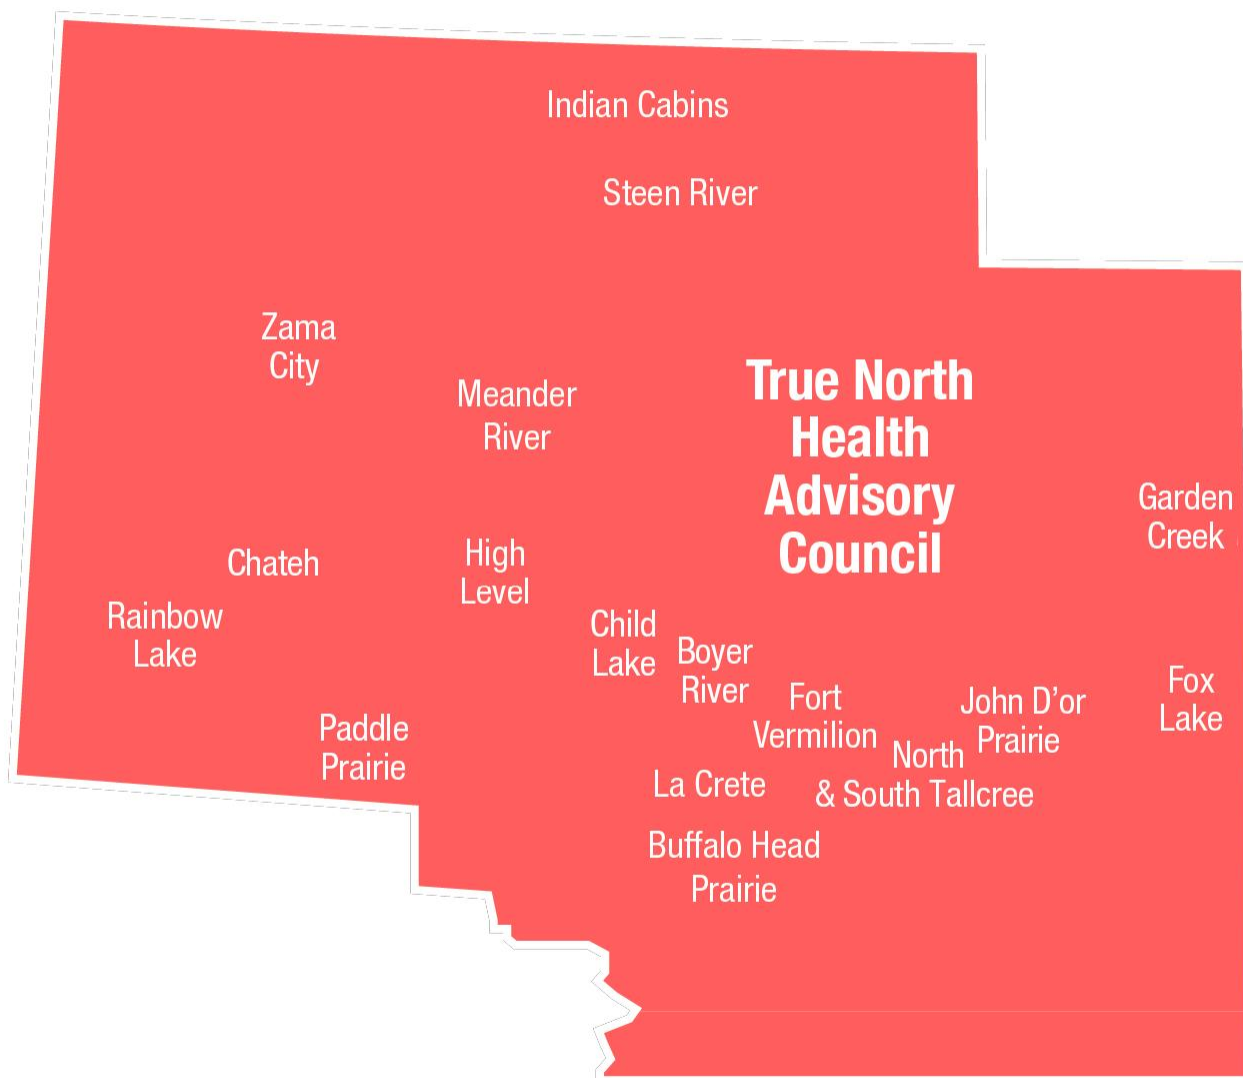 Indian Cabins
Steen River
Zama
City
Meander
River
True North
Health
Advisory
Council
Garden
Creek
Chateh
High
Level
Rainbow
Lake
Child
Lake
Boyer
River
Fort
Vermilion
John D’or
Prairie
Fox
Lake
Paddle
Prairie
North
& South Tallcree
La Crete
Buffalo Head
Prairie